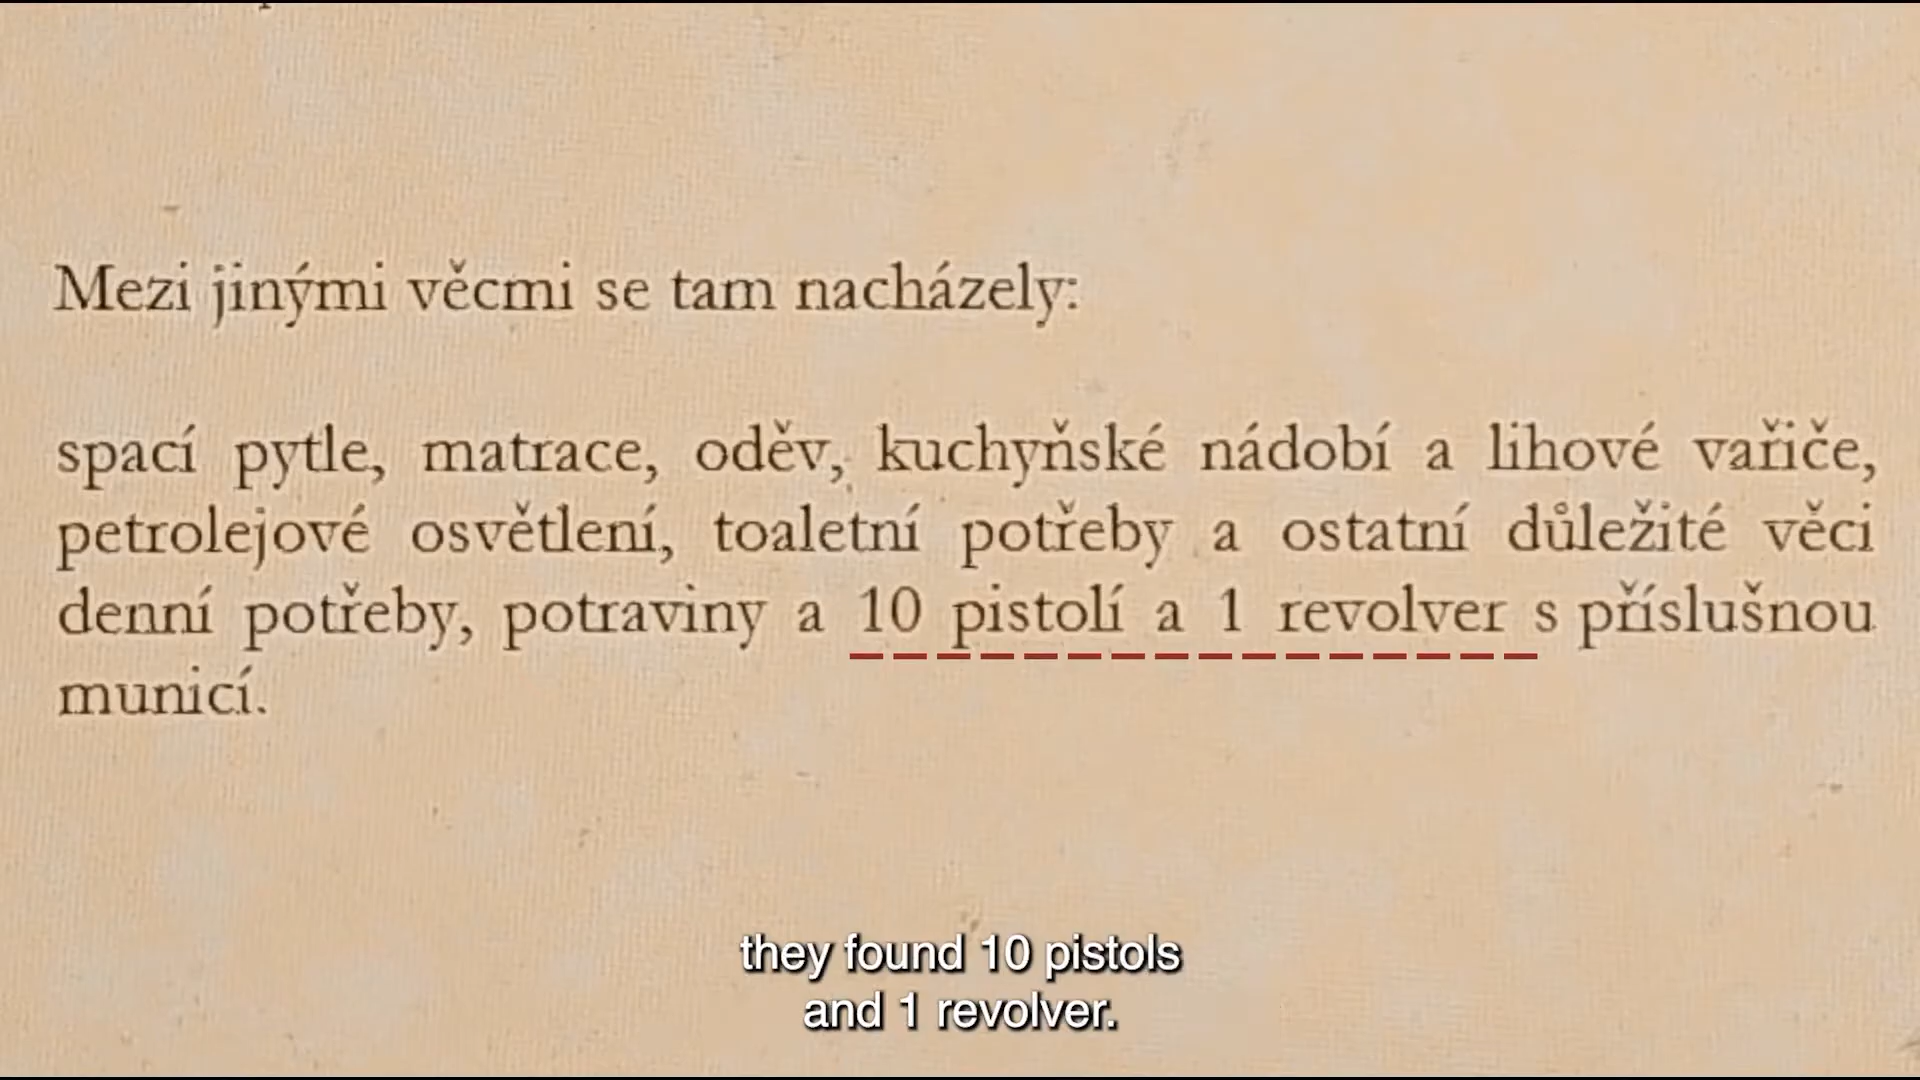 Mezi jinými věcmi se tam nacházely:
spací pytle, matrace, oděv, kuchyňské nádobí a lihové vařiče,
petrolejové osvětlení, toaletní potřeby a ostatní důležité věci
denní potřeby, potraviny a 10 pistolí a 1 revolver s příslušnou
municí.
they found 10 pistols
and 1 revolver.